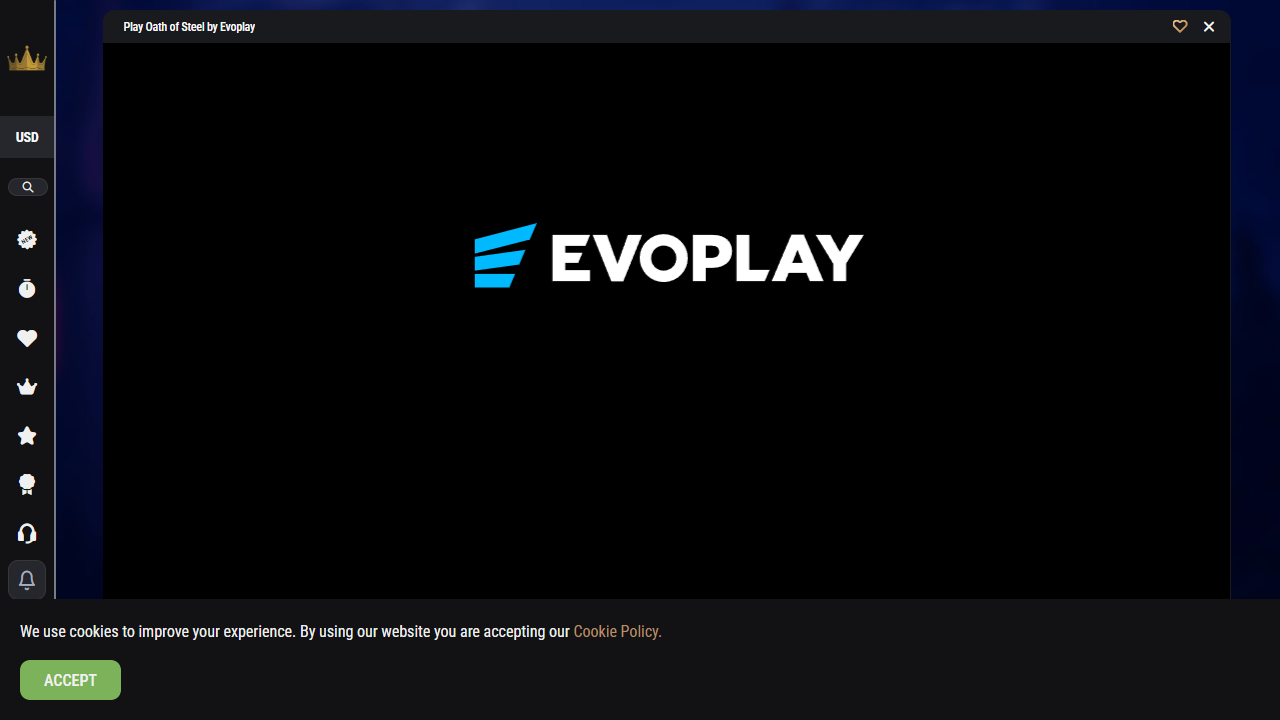 Play Oath of Steel by Evoplay
USD
NEW
EVOPLAY
We use cookies to improve your experience. By using our website you are accepting our Cookie Policy.
ACCEPT